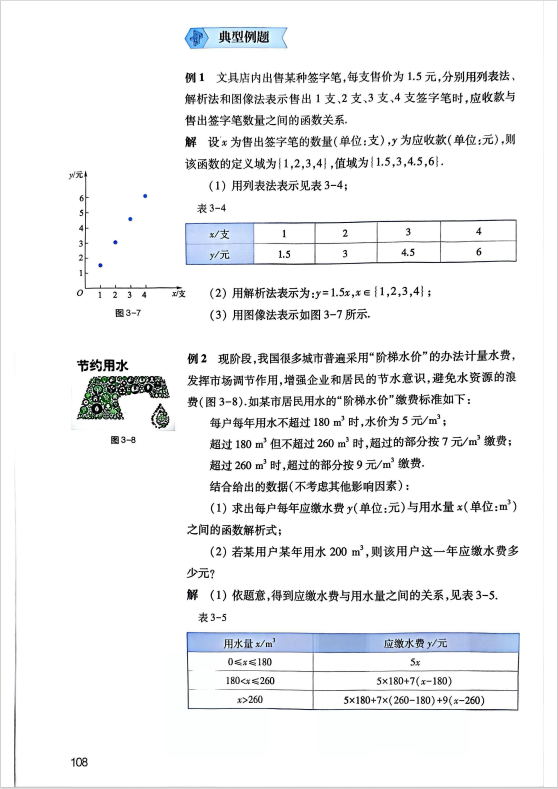 典型例题
例1 文具店内出售某种签字笔,每支售价为 1.5 元,分别用列表法、
解析法和图像法表示售出 1 支、2 支、3 支、4 支签字笔时,应收款与
售出签字笔数量之间的函数关系.
解 设 x 为售出签字笔的数量(单位:支),y 为应收款(单位:元),则
该函数的定义域为{1,2,3,4},值域为{1.5,3,4.5,6}.
(1) 用列表法表示见表3-4;
表 3-4
x/支 1 2 3 4
y/元 1.5 3 4.5 6
y/元
6
5
4
3
2
1
O 1 2 3 4 x/支
图 3-7
(2) 用解析法表示为:y=1.5x,x∈{1,2,3,4};
(3) 用图像法表示如图 3-7 所示.
例2 现阶段,我国很多城市普遍采用“阶梯水价”的办法计量水费,
发挥市场调节作用,增强企业和居民的节水意识,避免水资源的浪
费(图 3-8).如某市居民用水的“阶梯水价”缴费标准如下:
节约用水
图 3-8
每户每年用水不超过 180 m³ 时,水价为 5 元/m³;
超过 180 m³ 但不超过 260 m³ 时,超过的部分按 7 元/m³ 缴费;
超过 260 m³ 时,超过的部分按 9 元/m³ 缴费.
结合给出的数据(不考虑其他影响因素):
(1) 求出每户每年应缴水费 y(单位:元)与用水量 x(单位:m³)
之间的函数解析式;
(2) 若某用户某年用水 200 m³,则该用户这一年应缴水费多
少元?
解 (1) 依题意,得到应缴水费与用水量之间的关系,见表 3-5.
表 3-5
用水量 x/m³ 应缴水费 y/元
0≤x≤180 5x
180<x≤260 5×180+7(x-180)
x>260 5×180+7×(260-180)+9(x-260)
108